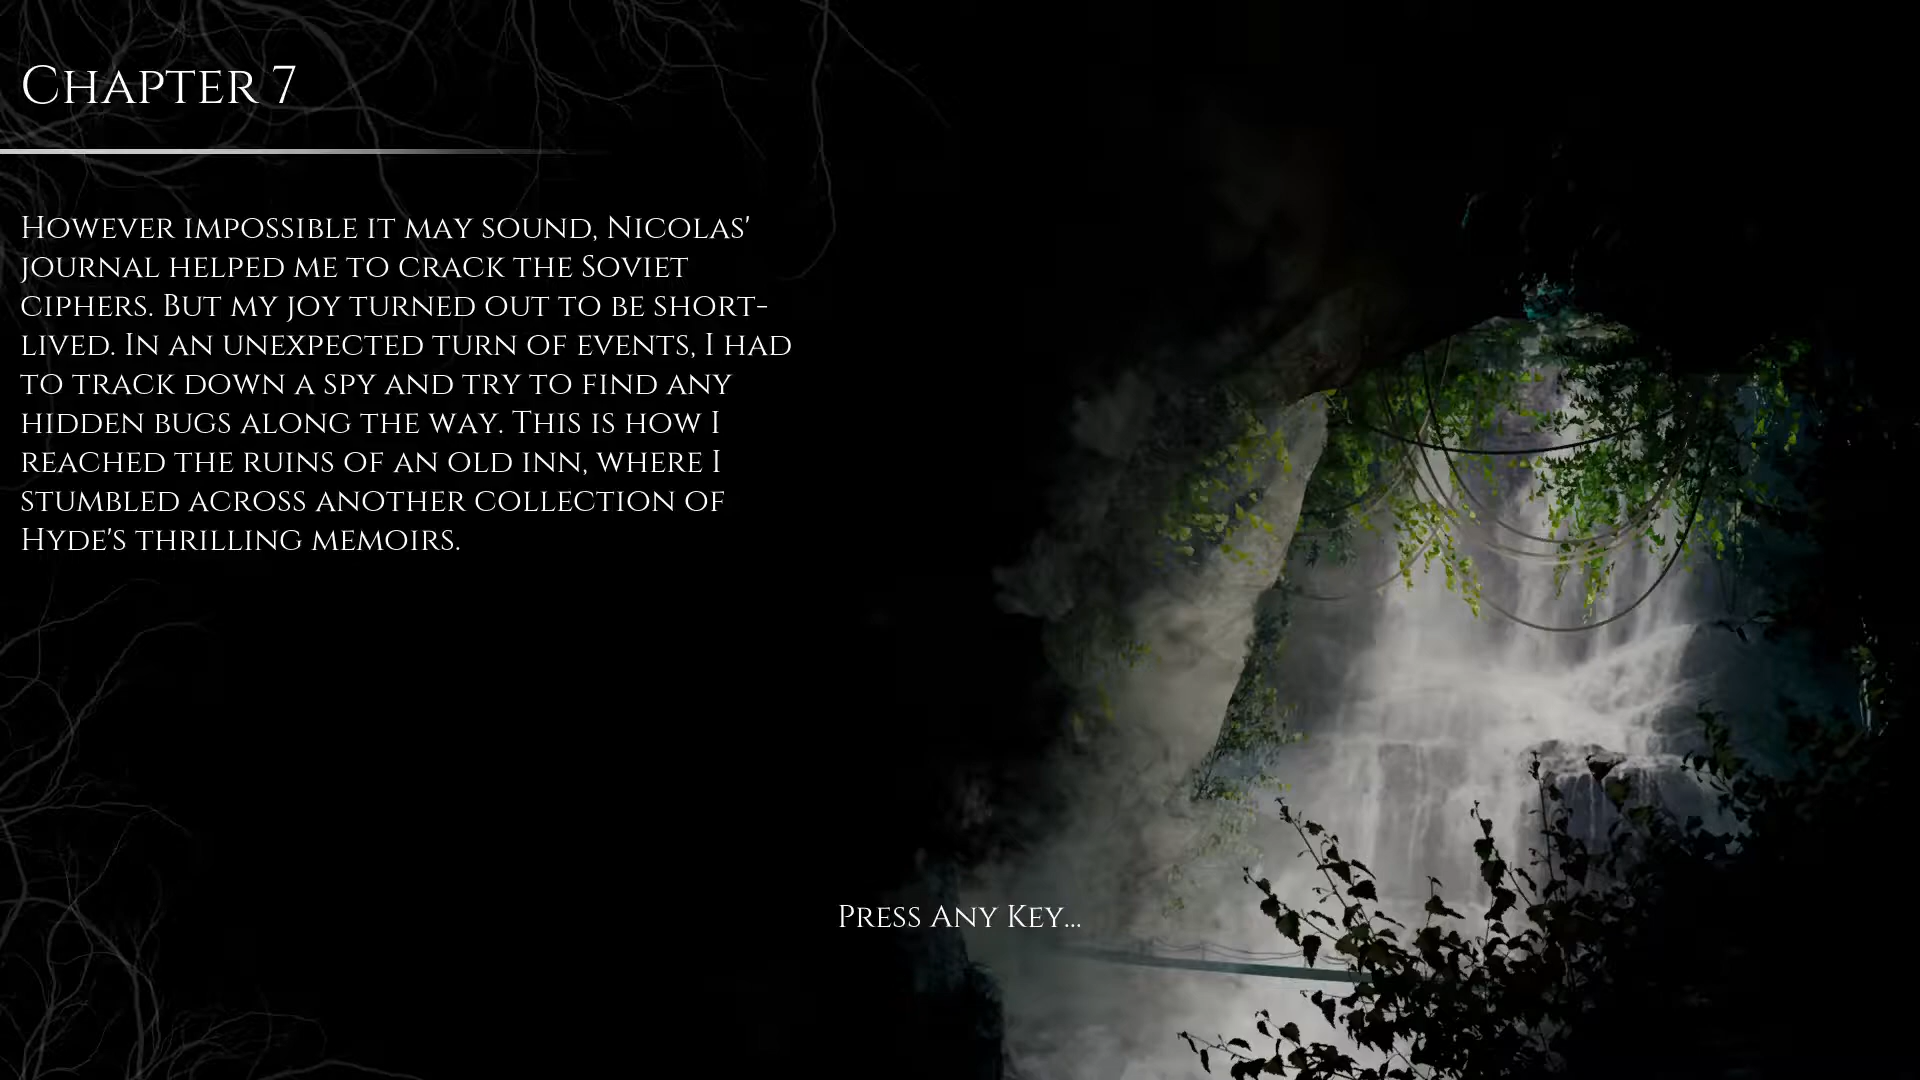 Chapter 7
However impossible it may sound, Nicolas'
journal helped me to crack the Soviet
ciphers. But my joy turned out to be short-
lived. In an unexpected turn of events, I had
to track down a spy and try to find any
hidden bugs along the way. This is how I
reached the ruins of an old inn, where I
stumbled across another collection of
Hyde's thrilling memoirs.
Press Any Key...